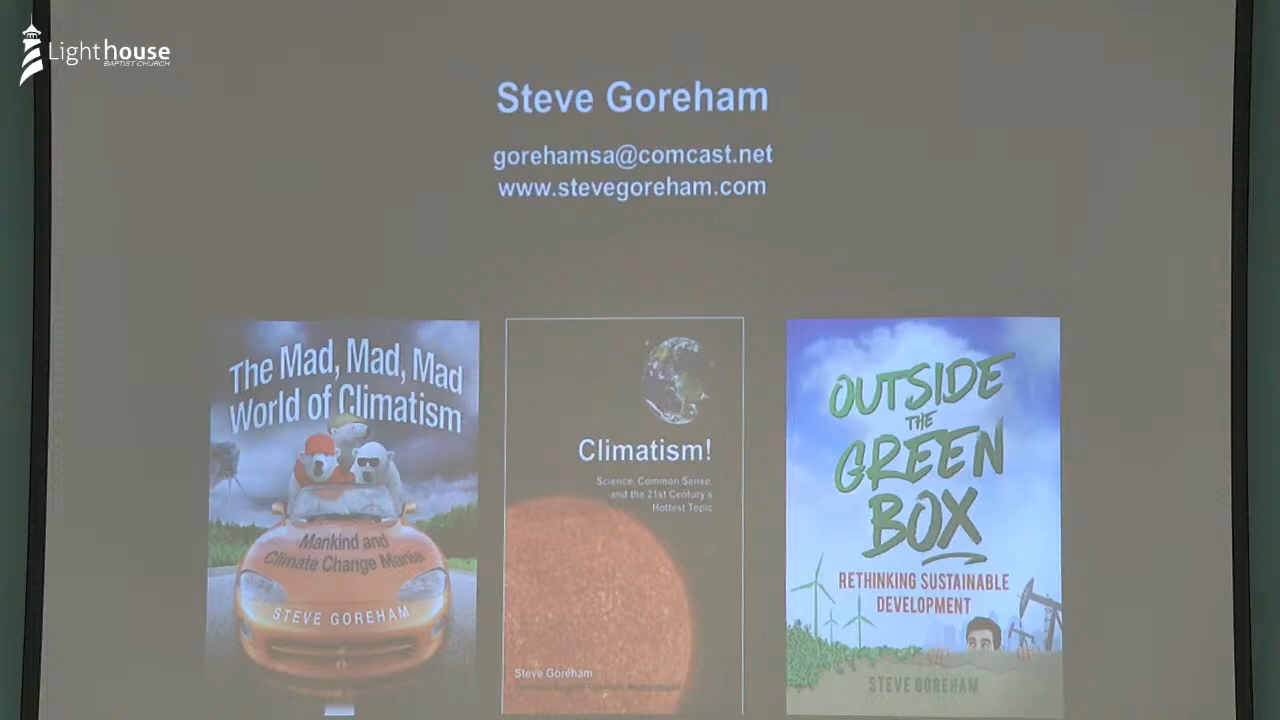 Lighthouse
BAPTIST CHURCH
Steve Goreham
gorehamsa@comcast.net
www.stevegoreham.com
The Mad, Mad, Mad
World of Climatism
Mankind and
Climate Change Mania
STEVE GOREHAM
Climatism!
Science, Common Sense,
and the 21st Century's
Hottest Topic
Steve Goreham
OUTSIDE
THE
GREEN
BOX
RETHINKING SUSTAINABLE
DEVELOPMENT
STEVE GOREHAM